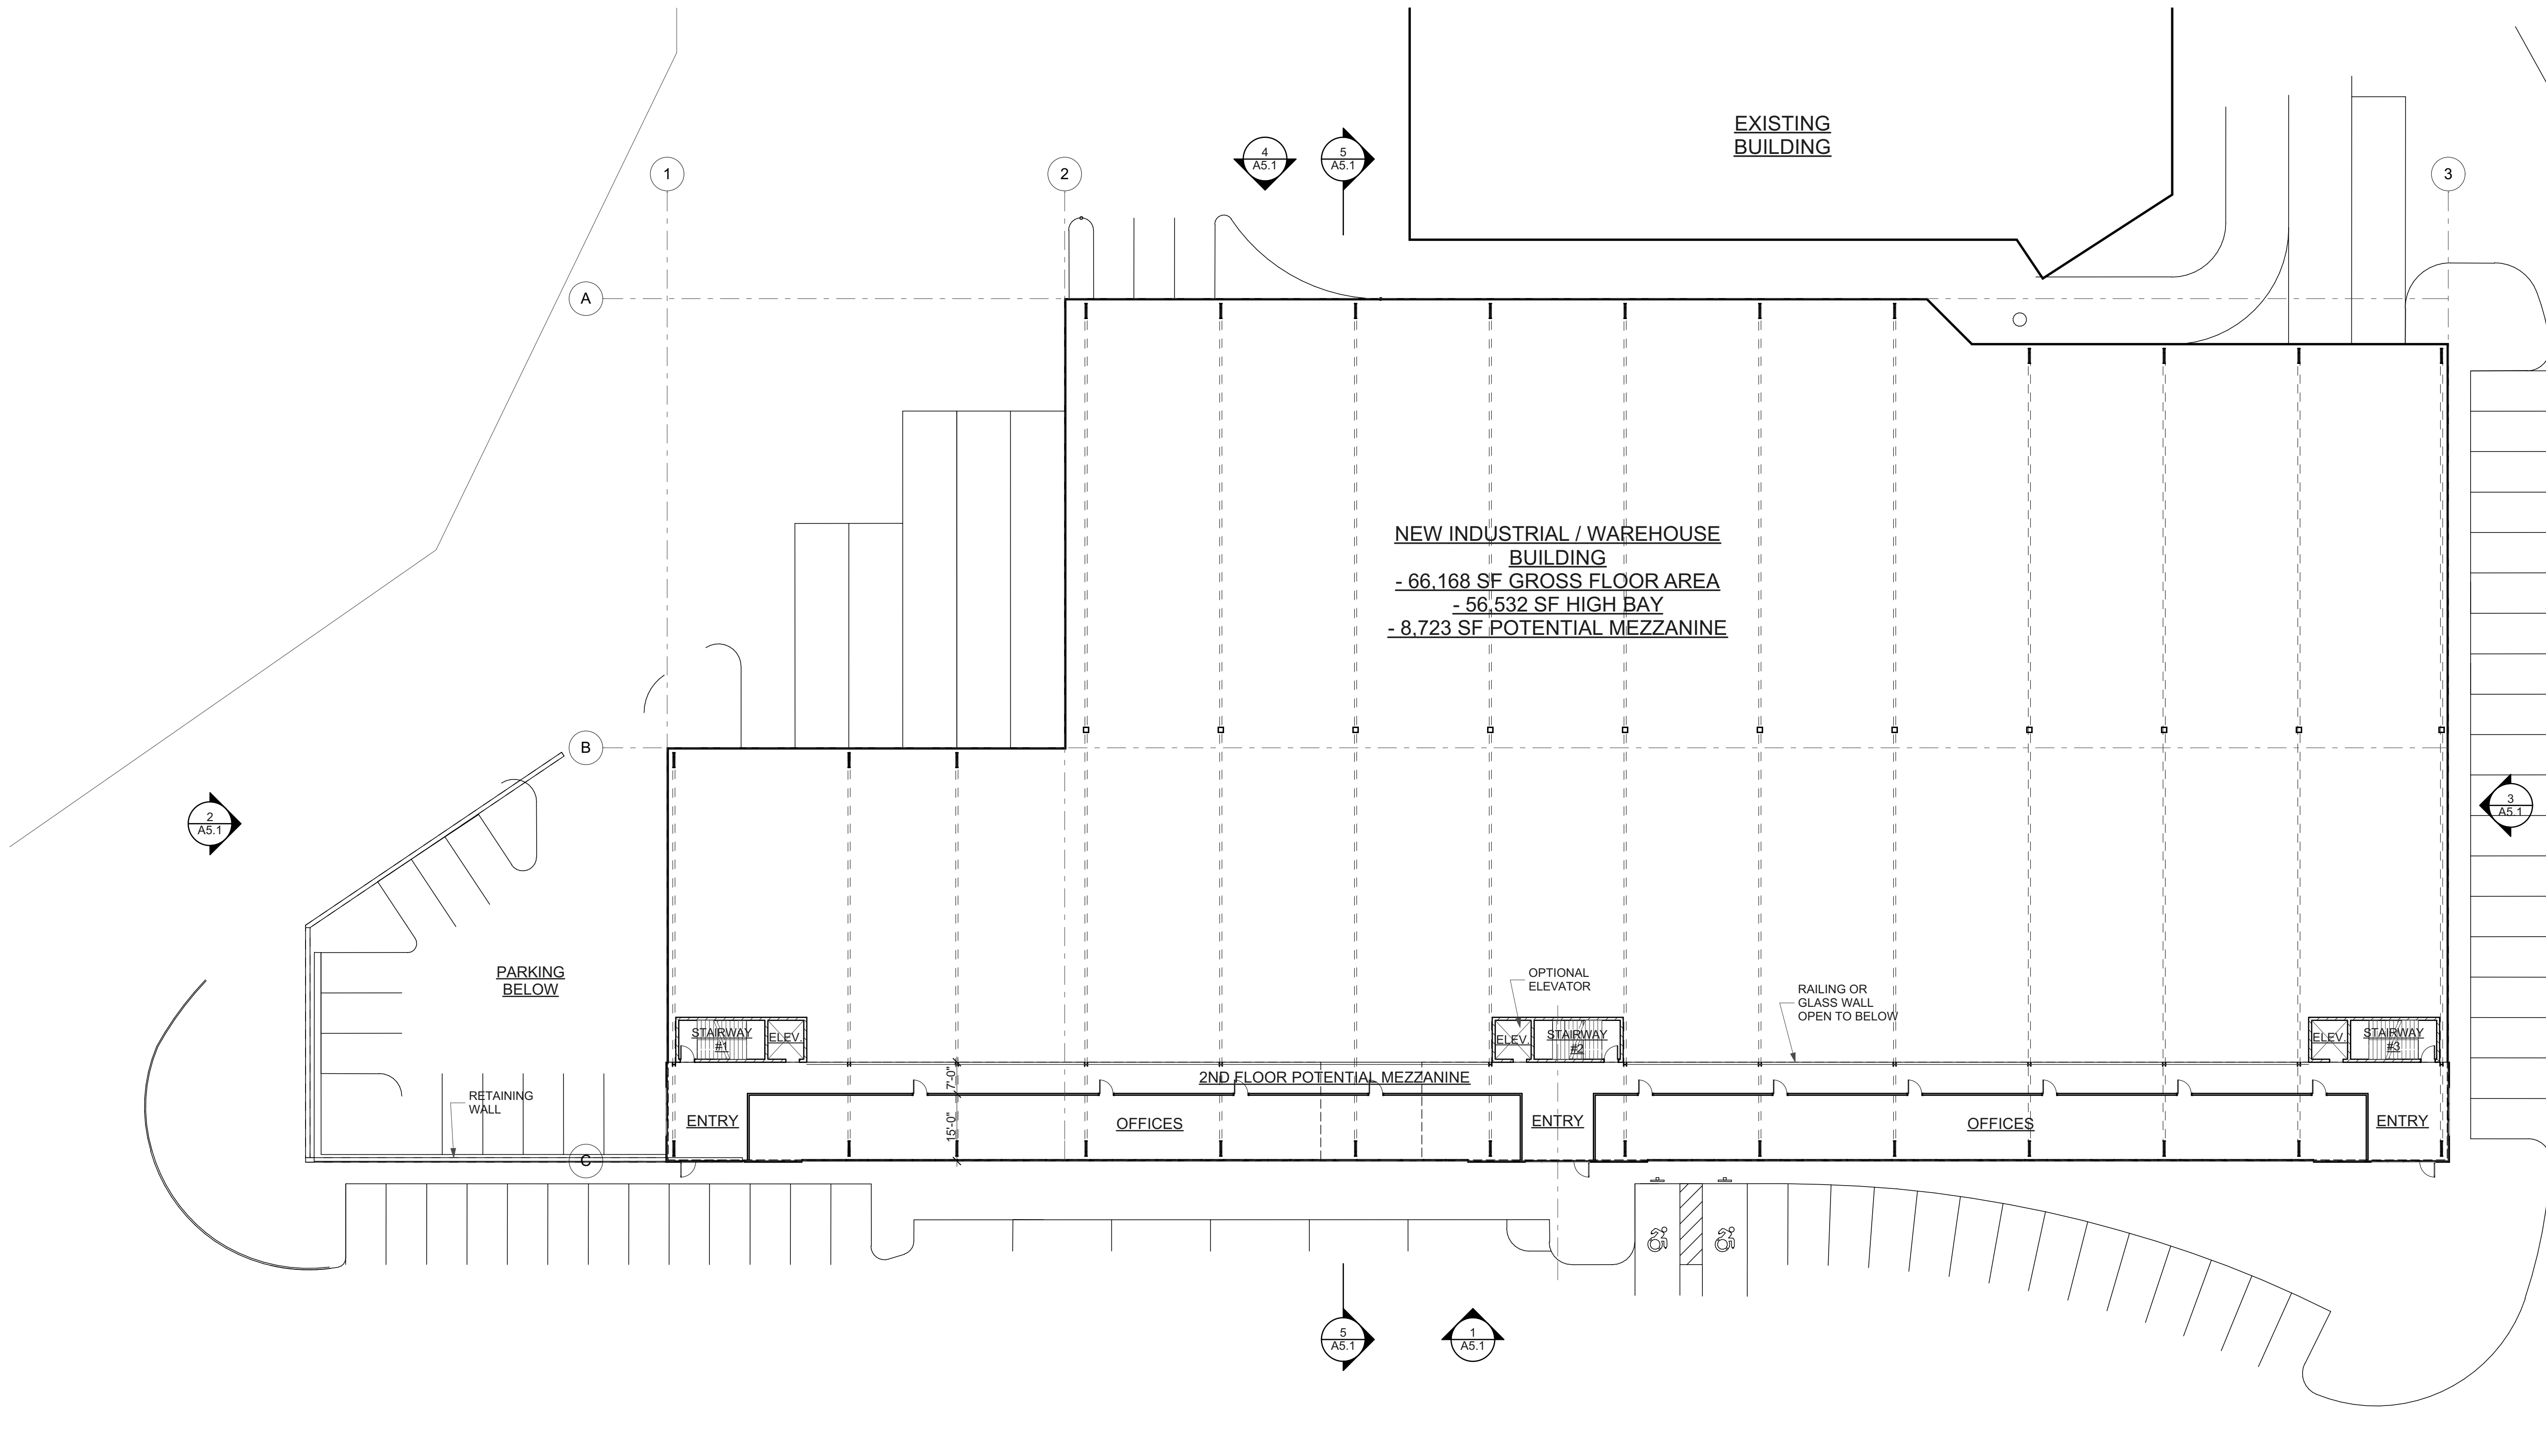 EXISTING
BUILDING
4
A5.1
5
A5.1
1
2
3
A
NEW INDUSTRIAL / WAREHOUSE
BUILDING
- 66,168 SF GROSS FLOOR AREA
- 56,532 SF HIGH BAY
- 8,723 SF POTENTIAL MEZZANINE
B
2
A5.1
3
A5.1
PARKING
BELOW
OPTIONAL
ELEVATOR
RAILING OR
GLASS WALL
OPEN TO BELOW
STAIRWAY
#1
ELEV.
ELEV.
STAIRWAY
#2
ELEV.
STAIRWAY
#3
7'-0"
2ND FLOOR POTENTIAL MEZZANINE
RETAINING
WALL
ENTRY
15'-0"
OFFICES
ENTRY
OFFICES
ENTRY
C
5
A5.1
1
A5.1